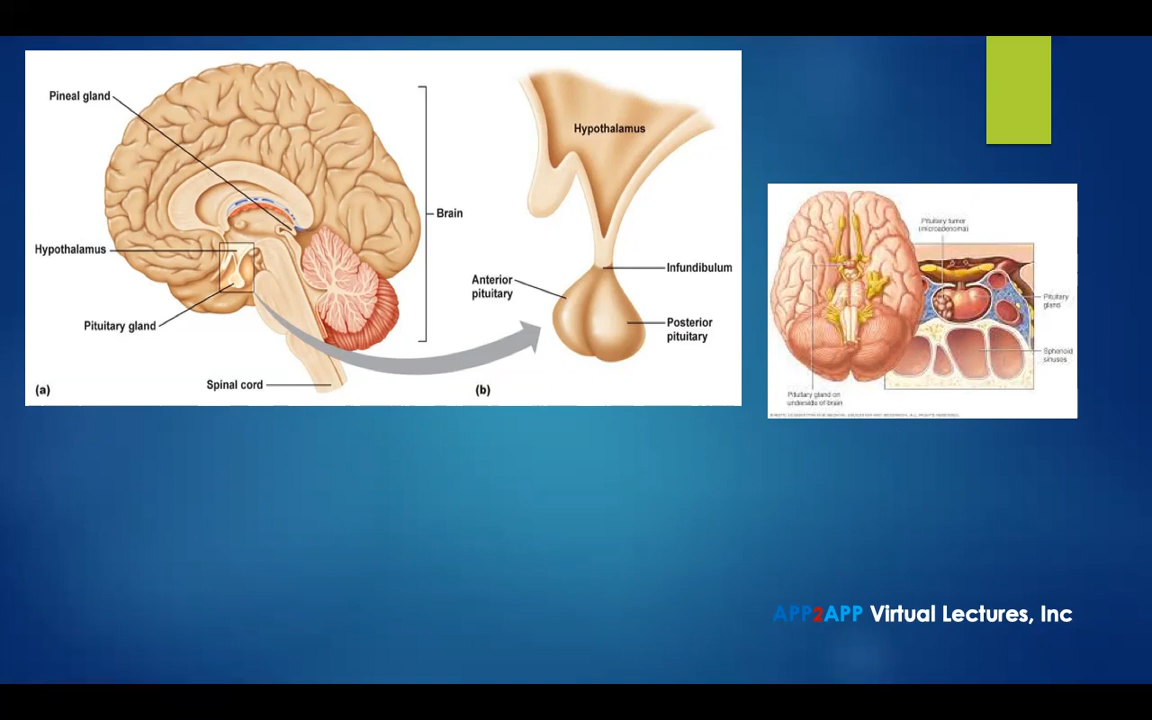 Pineal gland
Hypothalamus
Pituitary gland
Spinal cord
Brain
(a)
Hypothalamus
Infundibulum
Anterior
pituitary
Posterior
pituitary
(b)
Pituitary tumor
(microadenoma)
Pituitary
gland
Sphenoid
sinuses
Pituitary gland on
underside of brain
APP2APP Virtual Lectures, Inc